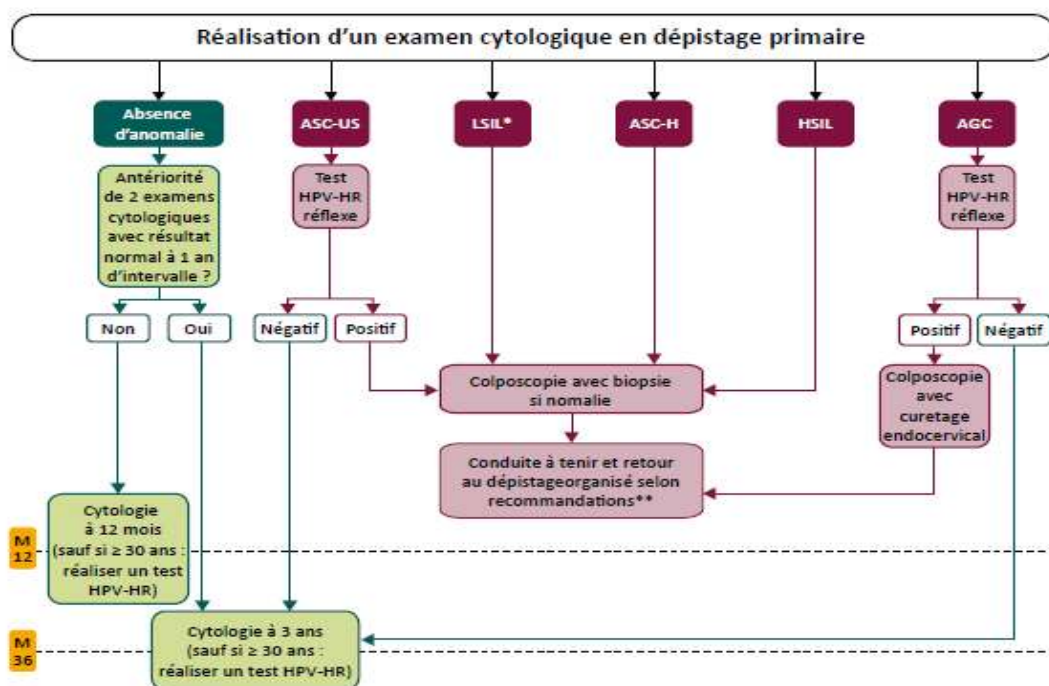 Réalisation d'un examen cytologique en dépistage primaire
Absence
d'anomalie
ASC-US
LSIL*
ASC-H
HSIL
AGC
Antériorité
de 2 examens
cytologiques
avec résultat
normal à 1 an
d'intervalle ?
Test
HPV-HR
réflexe
Test
HPV-HR
réflexe
Non
Oui
Négatif
Positif
Positif
Négatif
Colposcopie avec biopsie
si nomalie
Colposcopie
avec
curetage
endocervical
Conduite à tenir et retour
au dépistageorganisé selon
recommandations**
Cytologie
à 12 mois
(sauf si ≥ 30 ans :
réaliser un test
HPV-HR)
M
12
Cytologie à 3 ans
(sauf si ≥ 30 ans :
réaliser un test HPV-HR)
M
36